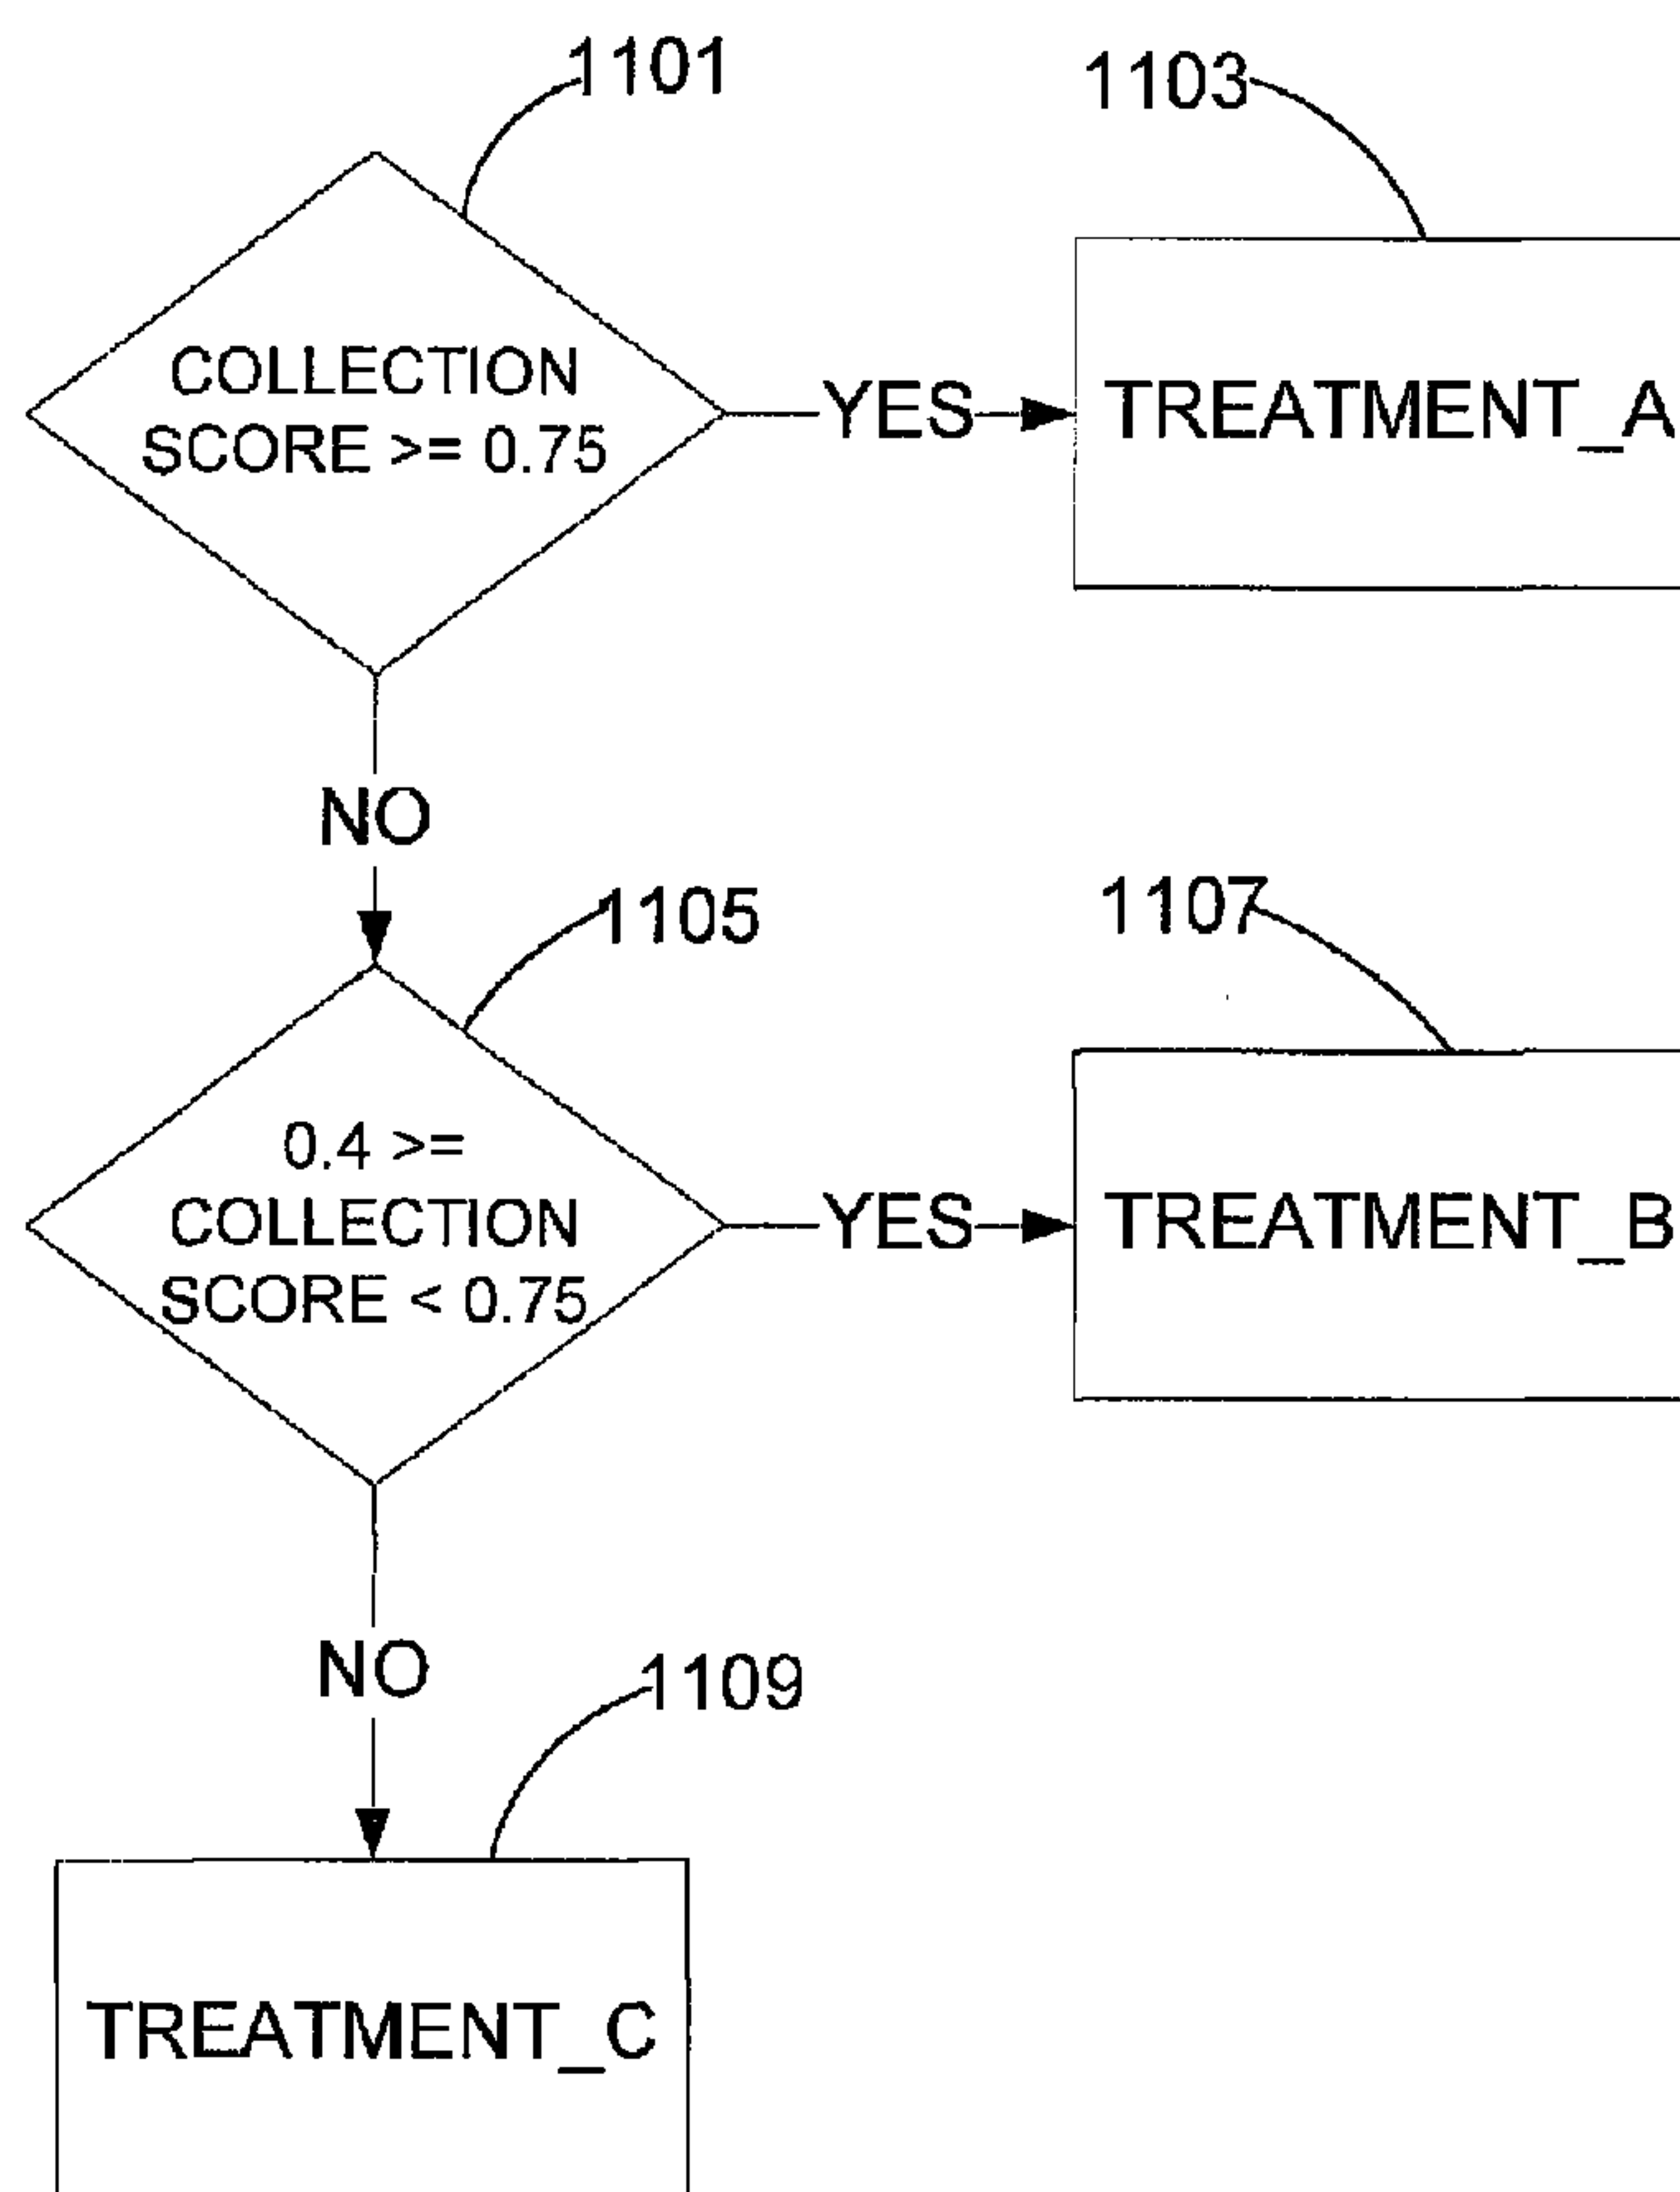 1101
1103
COLLECTION
SCORE >= 0.75
YES
TREATMENT_A
NO
1105
1107
0.4 >=
COLLECTION
SCORE < 0.75
YES
TREATMENT_B
NO
1109
TREATMENT_C